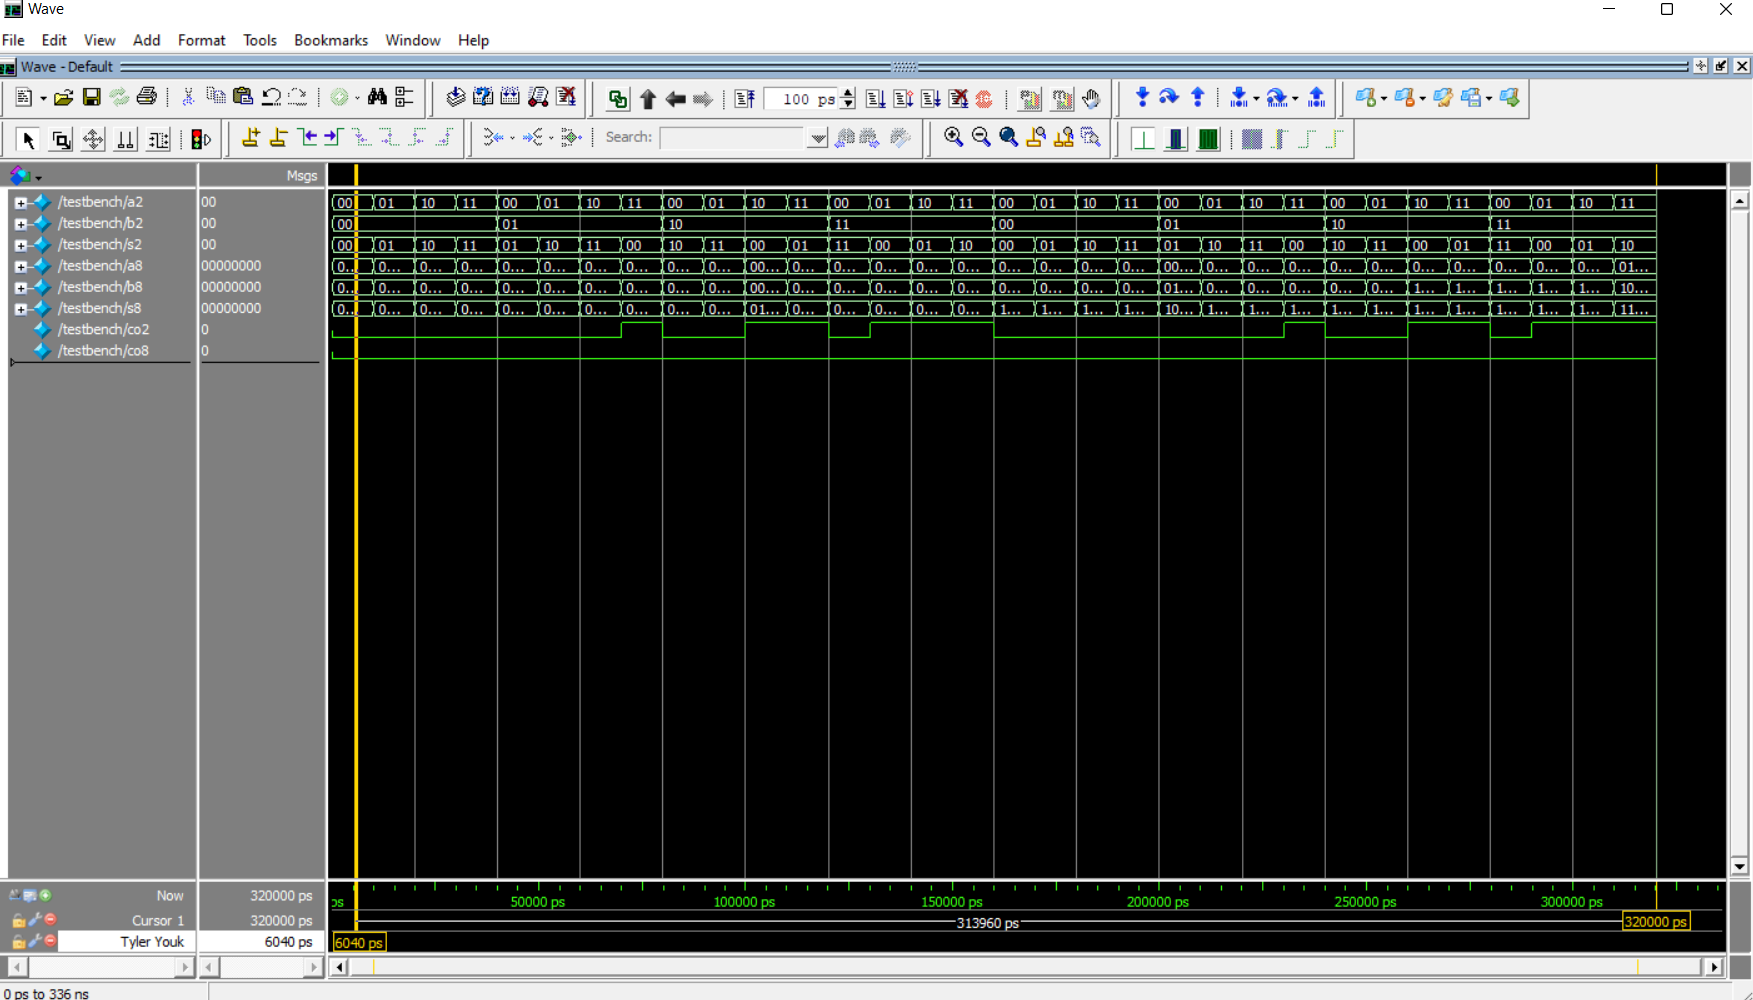 Wave
File Edit View Add Format Tools Bookmarks Window Help
Wave - Default
100 ps
Search:
Msgs
/testbench/a2 00 00 01 10 11 00 01 10 11 00 01 10 11 00 01 10 11 00 01 10 11 00 01 10 11 00 01 10 11 00 01 10 11
/testbench/b2 00 00 01 10 11 00 01 10 11
/testbench/s2 00 00 01 10 11 01 10 11 00 10 11 00 01 11 00 01 10 00 01 10 11 01 10 11 00 10 11 00 01 11 00 01 10
/testbench/a8 00000000 0... 0... 0... 0... 0... 0... 0... 0... 0... 0... 00... 0... 0... 0... 0... 0... 0... 0... 0... 0... 00... 0... 0... 0... 0... 0... 0... 0... 0... 0... 0... 01...
/testbench/b8 00000000 0... 0... 0... 0... 0... 0... 0... 0... 0... 0... 00... 0... 0... 0... 0... 0... 0... 0... 0... 0... 01... 0... 0... 0... 0... 0... 1... 1... 1... 1... 1... 10...
/testbench/s8 00000000 0... 0... 0... 0... 0... 0... 0... 0... 0... 0... 01... 0... 0... 0... 0... 0... 1... 1... 1... 1... 10... 1... 1... 1... 1... 1... 1... 1... 1... 1... 1... 11...
/testbench/co2 0
/testbench/co8 0
Now 320000 ps ps 50000 ps 100000 ps 150000 ps 200000 ps 250000 ps 300000 ps
Cursor 1 320000 ps 313960 ps 320000 ps
Tyler Youk 6040 ps 6040 ps
0 ps to 336 ns